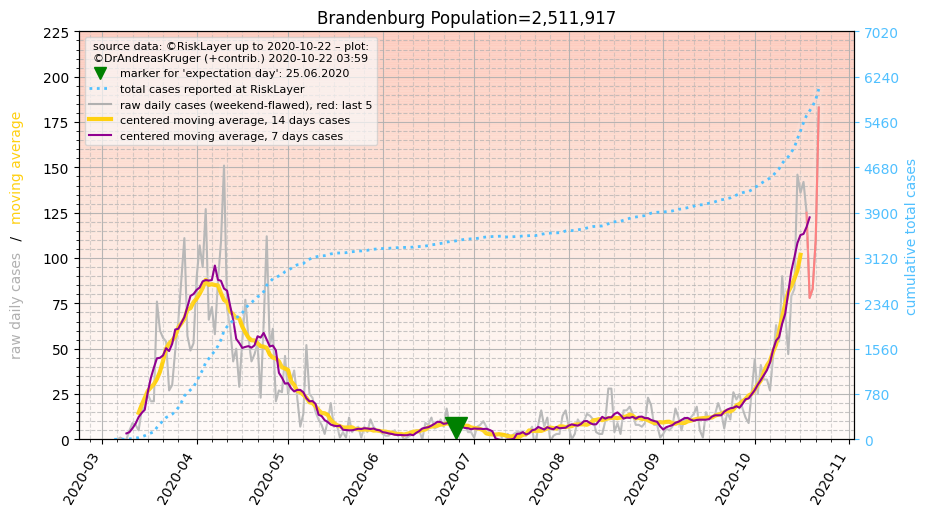 Brandenburg Population=2,511,917
source data: ©RiskLayer up to 2020-10-22 – plot:
©DrAndreasKruger (+contrib.) 2020-10-22 03:59
marker for 'expectation day': 25.06.2020
total cases reported at RiskLayer
raw daily cases (weekend-flawed), red: last 5
centered moving average, 14 days cases
centered moving average, 7 days cases
raw daily cases / moving average
225
200
175
150
125
100
75
50
25
0
7020
6240
5460
4680
3900
3120
2340
1560
780
0
cumulative total cases
2020-03
2020-04
2020-05
2020-06
2020-07
2020-08
2020-09
2020-10
2020-11